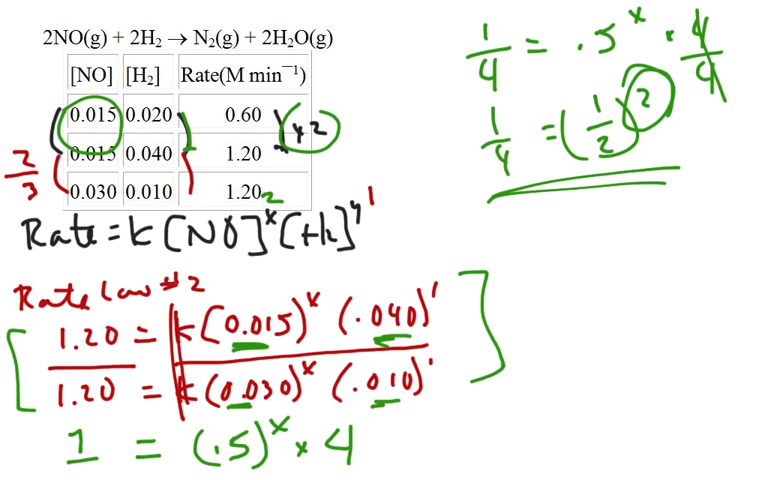 2NO(g) + 2H₂ → N₂(g) + 2H₂O(g)
[NO] [H₂] Rate(M min⁻¹)
0.015 0.020 0.60
0.015 0.040 1.20
0.030 0.010 1.20
x2
2/3
2 1
Rate = k [NO]ˣ [H₂]ʸ
Rate Law #2
1.20 = k (0.015)ˣ (.040)¹
1.20 = k (0.030)ˣ (.010)¹
1 = (.5)ˣ x 4
1/4 = .5ˣ · 4/4
1/4 = (1/2)²